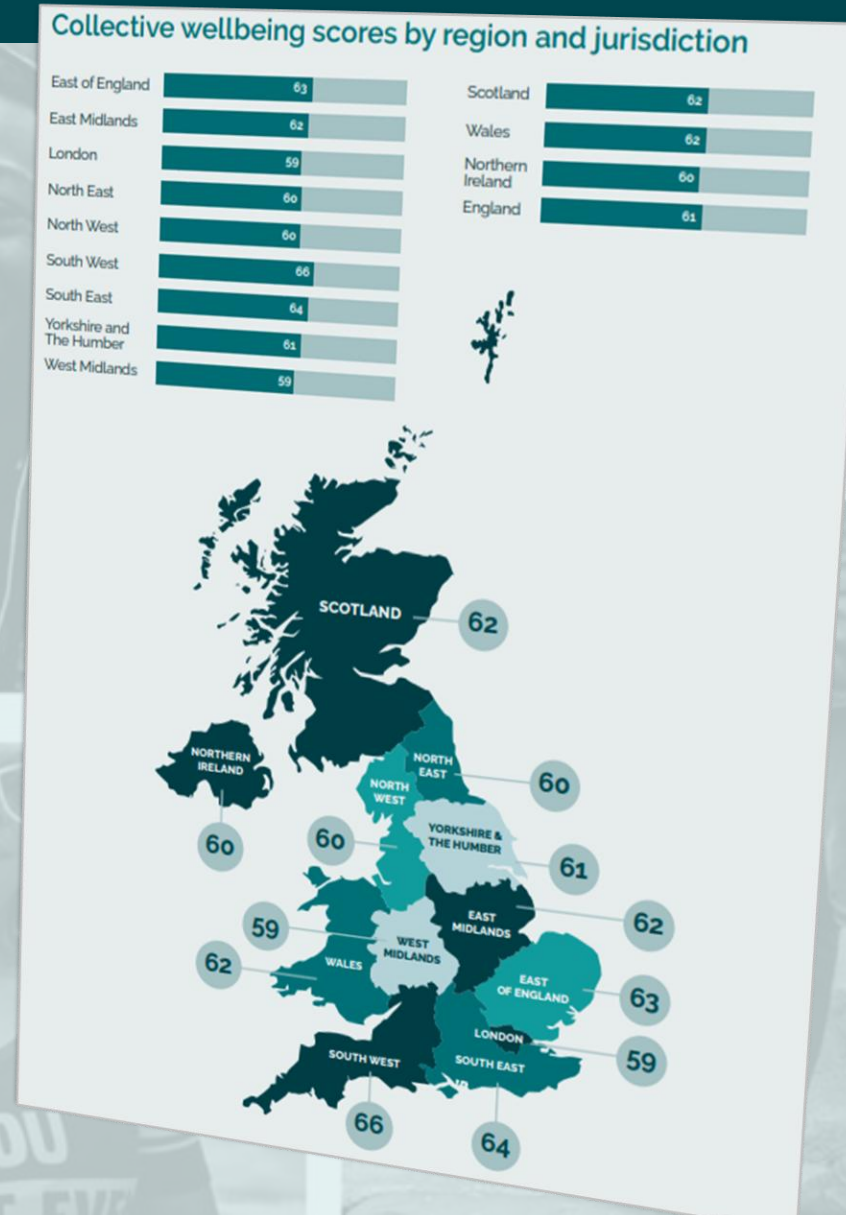 Collective wellbeing scores by region and jurisdiction
East of England 63
East Midlands 62
London 59
North East 60
North West 60
South West 66
South East 64
Yorkshire and
The Humber 61
West Midlands 59
Scotland 62
Wales 62
Northern
Ireland 60
England 61
SCOTLAND
62
NORTHERN
IRELAND
60
NORTH
EAST
60
NORTH
WEST
60
YORKSHIRE &
THE HUMBER
61
EAST
MIDLANDS
62
59
WEST
MIDLANDS
62
WALES
EAST
OF ENGLAND
63
LONDON
59
SOUTH WEST
66
SOUTH EAST
64